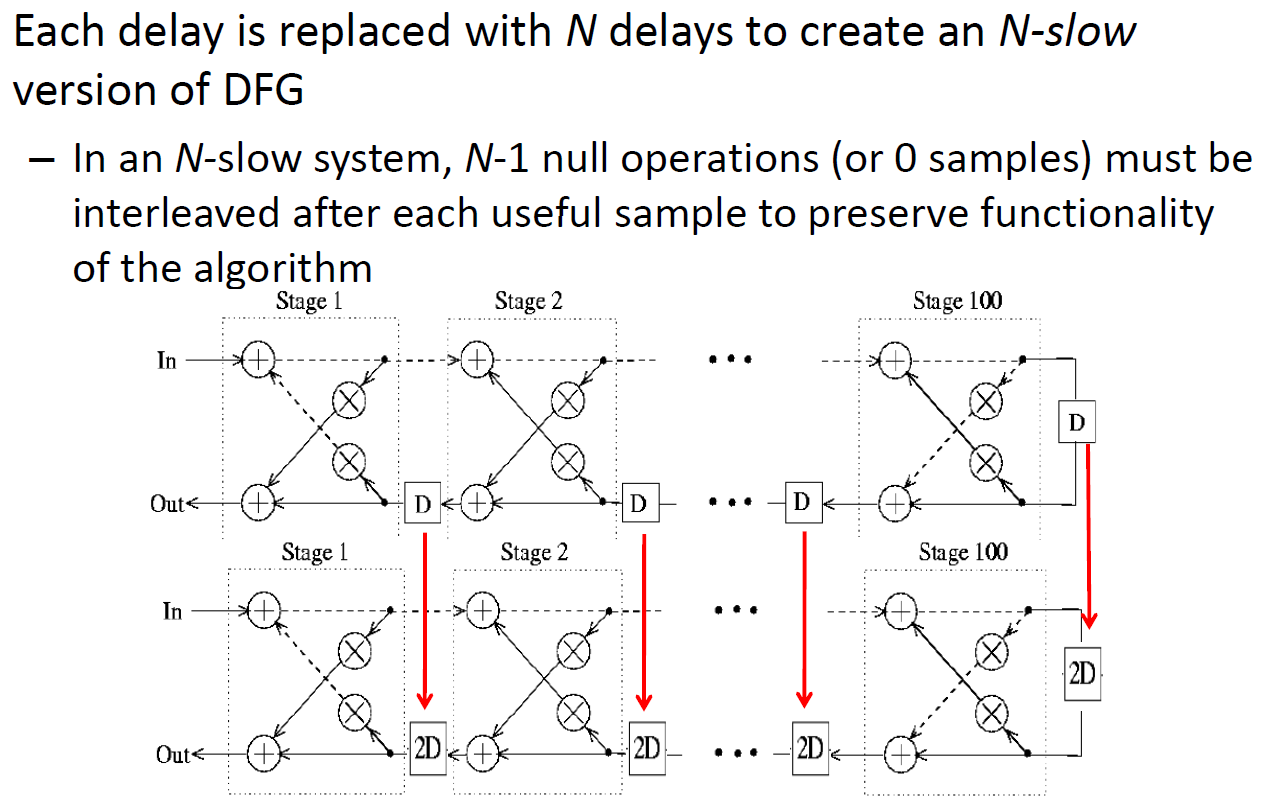 Each delay is replaced with N delays to create an N-slow
version of DFG
– In an N-slow system, N-1 null operations (or 0 samples) must be
interleaved after each useful sample to preserve functionality
of the algorithm
Stage 1 Stage 2 Stage 100
In
D
Out D D D
Stage 1 Stage 2 Stage 100
In
2D
Out 2D 2D 2D